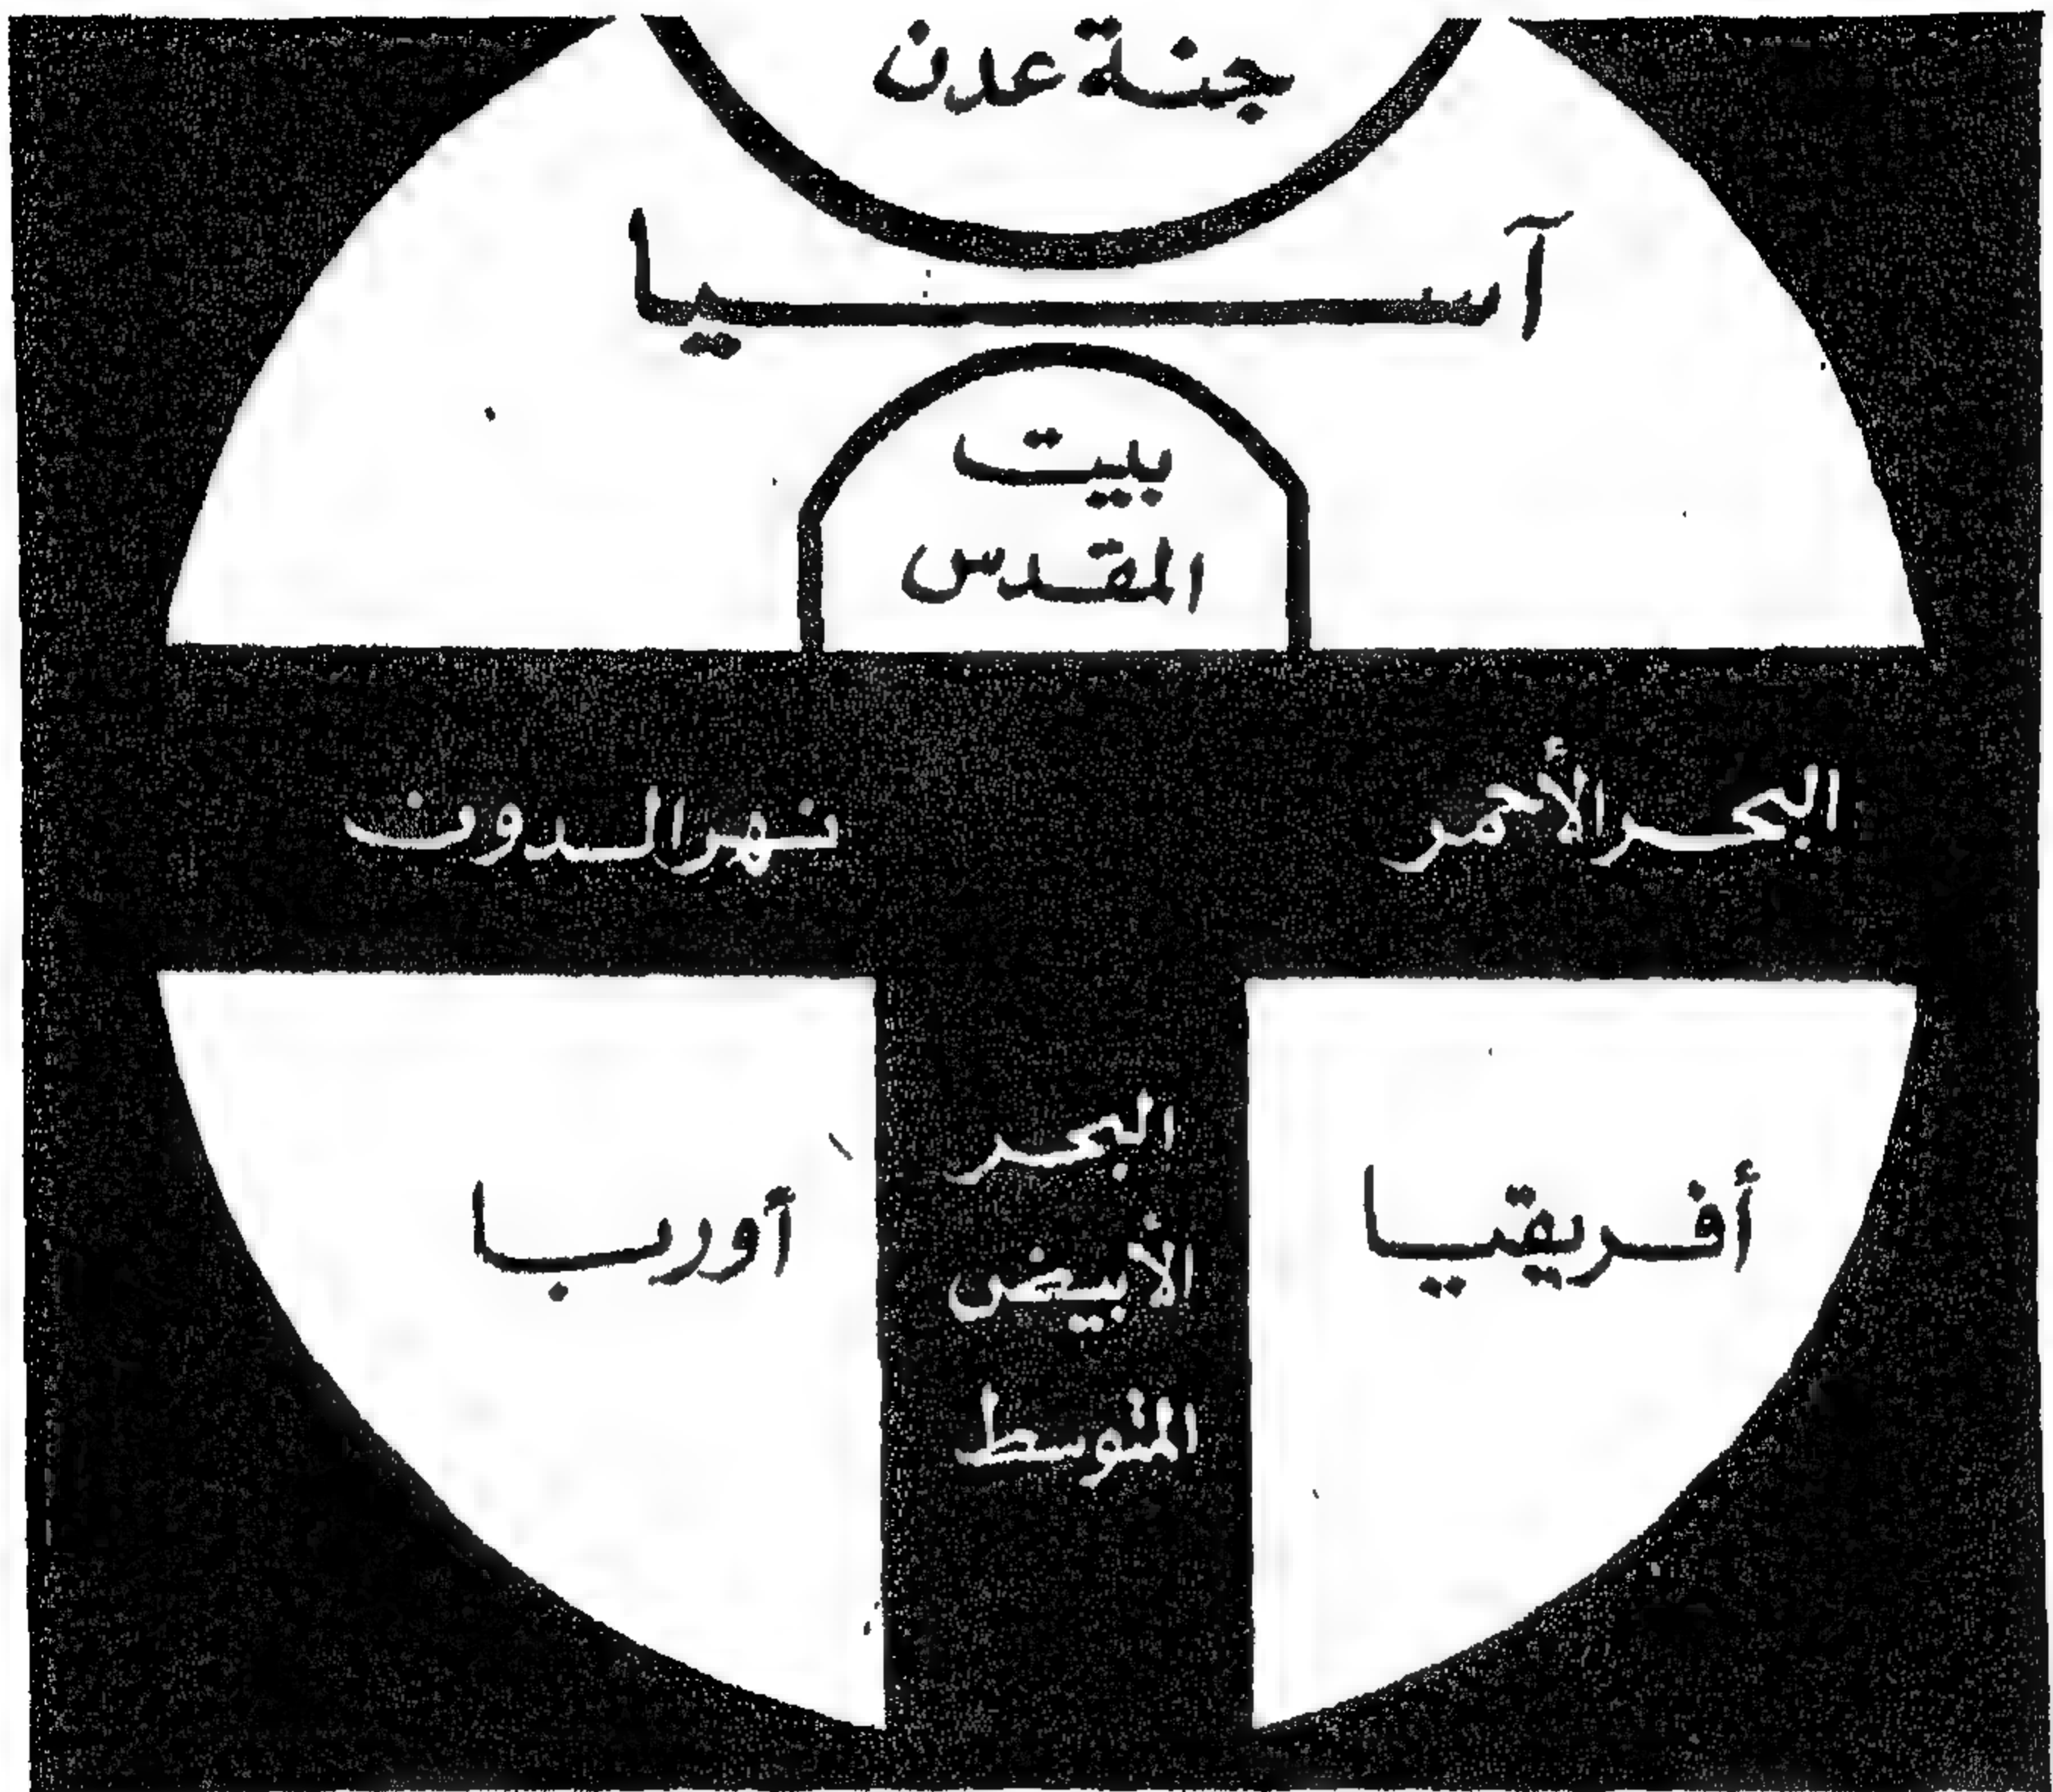 جنة عدن
آسيا
بيت
المقدس
البحر الأحمر
نهر الدون
أفريقيا
البحر
الأبيض
المتوسط
أوربا